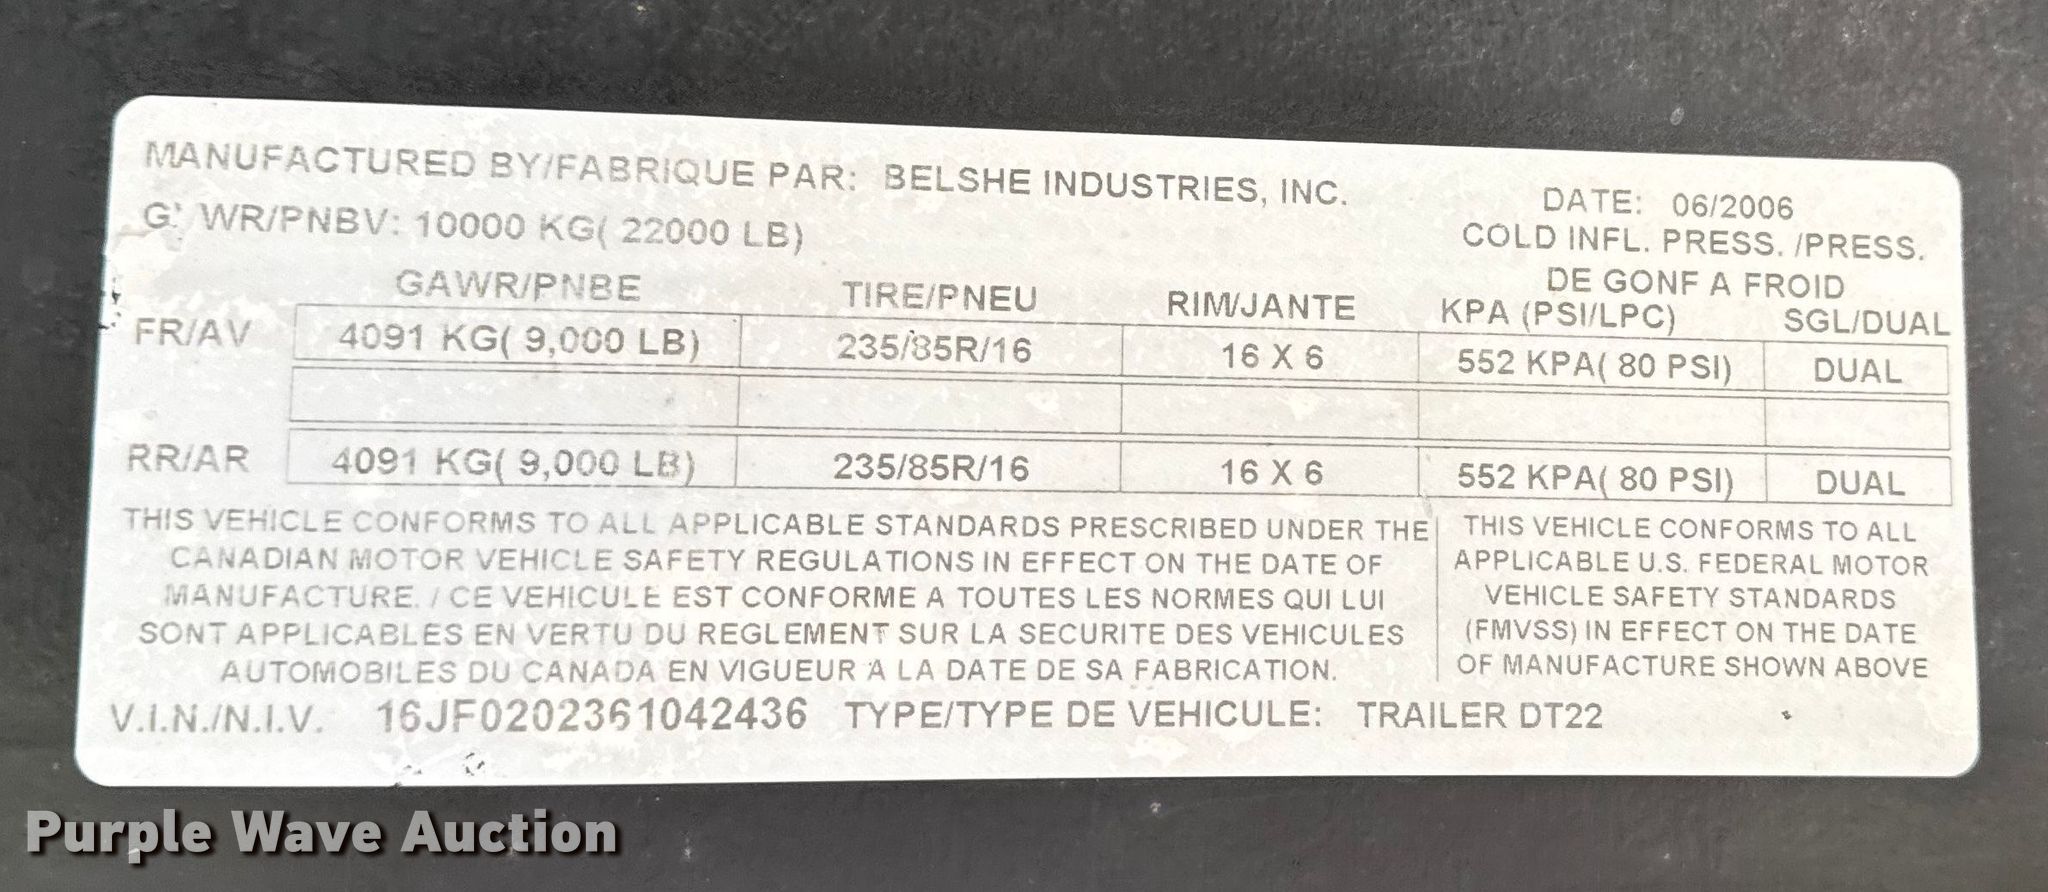 MANUFACTURED BY/FABRIQUE PAR: BELSHE INDUSTRIES, INC.
DATE: 06/2006
G WR/PNBV: 10000 KG( 22000 LB)
COLD INFL. PRESS. /PRESS.
DE GONF A FROID
GAWR/PNBE TIRE/PNEU RIM/JANTE KPA (PSI/LPC) SGL/DUAL
FR/AV 4091 KG( 9,000 LB) 235/85R/16 16 X 6 552 KPA( 80 PSI) DUAL
RR/AR 4091 KG( 9,000 LB) 235/85R/16 16 X 6 552 KPA( 80 PSI) DUAL
THIS VEHICLE CONFORMS TO ALL APPLICABLE STANDARDS PRESCRIBED UNDER THE
CANADIAN MOTOR VEHICLE SAFETY REGULATIONS IN EFFECT ON THE DATE OF
MANUFACTURE. / CE VEHICULE EST CONFORME A TOUTES LES NORMES QUI LUI
SONT APPLICABLES EN VERTU DU REGLEMENT SUR LA SECURITE DES VEHICULES
AUTOMOBILES DU CANADA EN VIGUEUR A LA DATE DE SA FABRICATION.
THIS VEHICLE CONFORMS TO ALL
APPLICABLE U.S. FEDERAL MOTOR
VEHICLE SAFETY STANDARDS
(FMVSS) IN EFFECT ON THE DATE
OF MANUFACTURE SHOWN ABOVE
V.I.N./N.I.V. 16JF0202361042436 TYPE/TYPE DE VEHICULE: TRAILER DT22
Purple Wave Auction